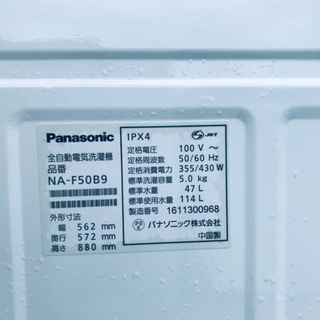 Panasonic
全自動電気洗濯機
品番
NA-F50B9
外形寸法
幅 562 mm
奥行 572 mm
高さ 880 mm
IPX4
JET
定格電圧 100 V ～
定格周波数 50/60 Hz
定格消費電力 355/430 W
標準洗濯容量 5.0 kg
標準水量 47 L
標準使用水量 114 L
製造番号 1611300968
パナソニック株式会社
中国製